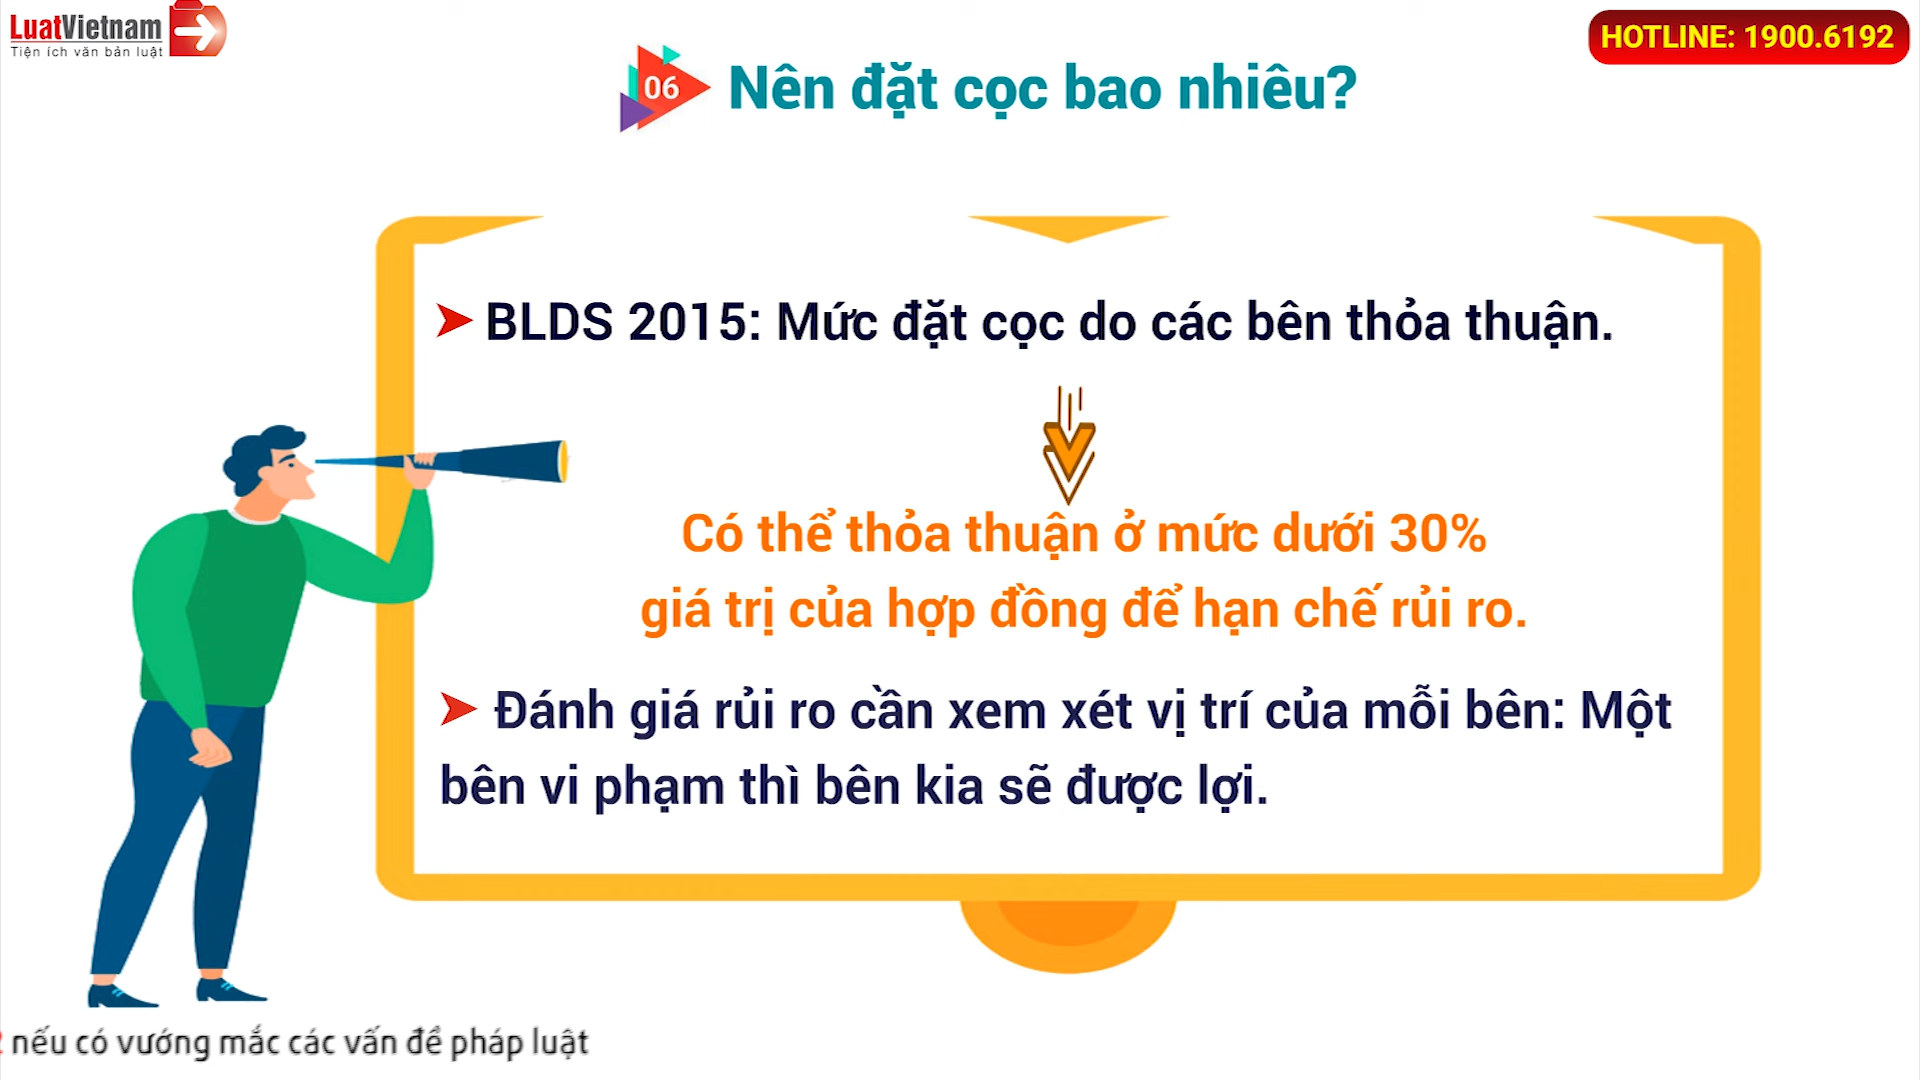 LuatVietnam
Tiện ích văn bản luật
HOTLINE: 1900.6192
06
Nên đặt cọc bao nhiêu?
➤ BLDS 2015: Mức đặt cọc do các bên thỏa thuận.
Có thể thỏa thuận ở mức dưới 30%
giá trị của hợp đồng để hạn chế rủi ro.
➤ Đánh giá rủi ro cần xem xét vị trí của mỗi bên: Một
bên vi phạm thì bên kia sẽ được lợi.
nếu có vướng mắc các vấn đề pháp luật